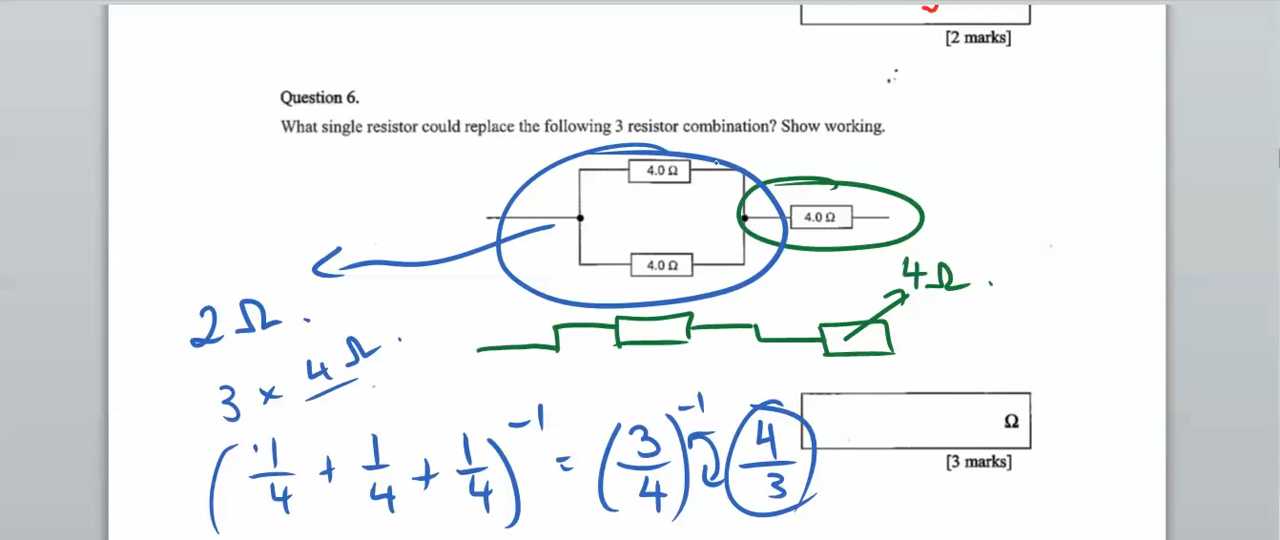 [2 marks]
Question 6.
What single resistor could replace the following 3 resistor combination? Show working.
4.0 Ω
4.0 Ω
4.0 Ω
4Ω.
2Ω.
3 × 4Ω.
Ω
(1/4 + 1/4 + 1/4)^-1 = (3/4)^-1 4/3
[3 marks]